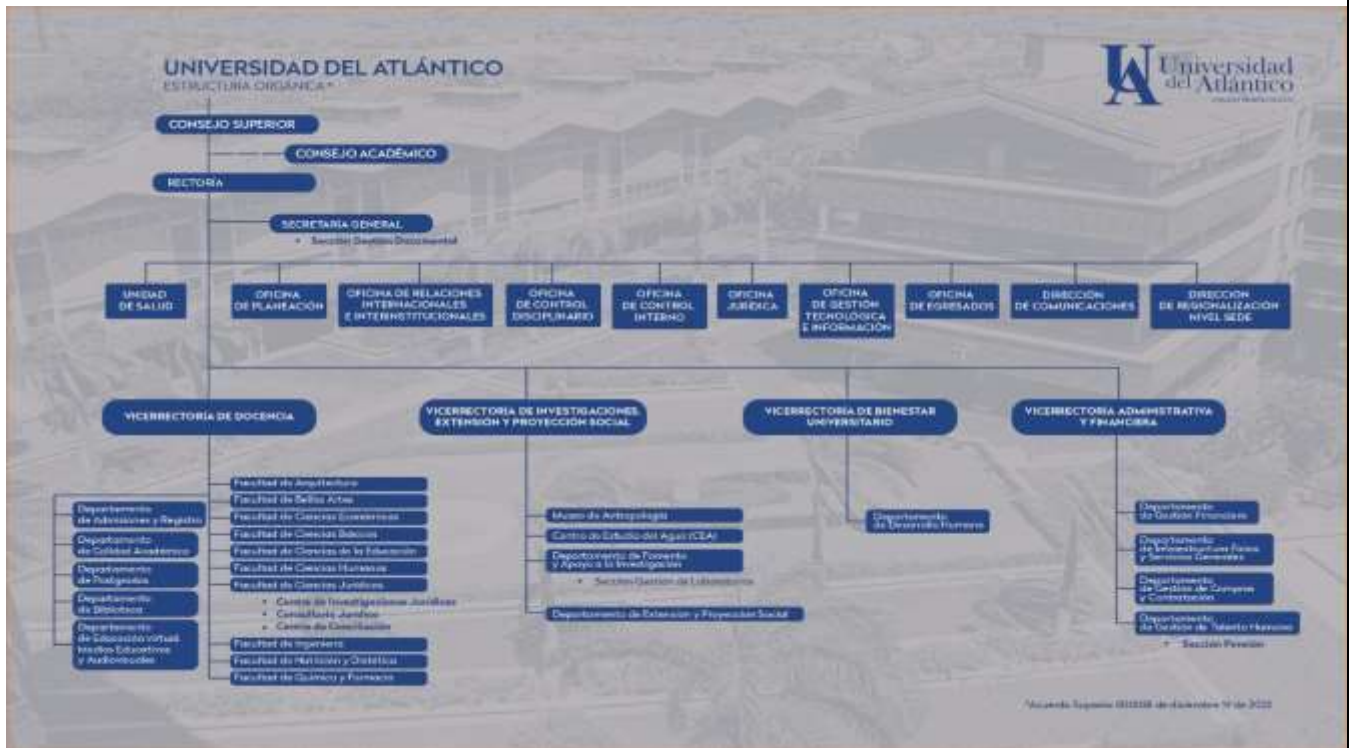 UNIVERSIDAD DEL ATLÁNTICO
ESTRUCTURA ORGÁNICA*
Universidad
del Atlántico
CONSEJO SUPERIOR
CONSEJO ACADÉMICO
RECTORÍA
SECRETARÍA GENERAL
• Sección Gestión Documental
UNIDAD
DE SALUD
OFICINA
DE PLANEACIÓN
OFICINA DE RELACIONES
INTERNACIONALES
E INTERINSTITUCIONALES
OFICINA
DE CONTROL
DISCIPLINARIO
OFICINA
DE CONTROL
INTERNO
OFICINA
JURÍDICA
OFICINA
DE GESTIÓN
TECNOLÓGICA
E INFORMACIÓN
OFICINA
DE EGRESADOS
DIRECCIÓN
DE COMUNICACIONES
DIRECCIÓN
DE REGIONALIZACIÓN
NIVEL SEDE
VICERRECTORÍA DE DOCENCIA
VICERRECTORÍA DE INVESTIGACIONES,
EXTENSIÓN Y PROYECCIÓN SOCIAL
VICERRECTORÍA DE BIENESTAR
UNIVERSITARIO
VICERRECTORÍA ADMINISTRATIVA
Y FINANCIERA
Departamento
de Admisiones y Registro
Departamento
de Calidad Académica
Departamento
de Postgrados
Departamento
de Biblioteca
Departamento
de Educación virtual
Medios Educativos
y Audiovisuales
Facultad de Arquitectura
Facultad de Bellas Artes
Facultad de Ciencias Económicas
Facultad de Ciencias Básicas
Facultad de Ciencias de la Educación
Facultad de Ciencias Humanas
Facultad de Ciencias Jurídicas
• Centro de Investigaciones Jurídicas
• Consultorio Jurídico
• Centro de Conciliación
Facultad de Ingeniería
Facultad de Nutrición y Dietética
Facultad de Química y Farmacia
Museo de Antropología
Centro de Estudio del Agua (CEA)
Departamento de Fomento
y Apoyo a la Investigación
• Sección Gestión de Laboratorios
Departamento de Extensión y Proyección Social
Departamento
de Desarrollo Humano
Departamento
de Gestión Financiera
Departamento
de Infraestructura Física
y Servicios Generales
Departamento
de Gestión de Compras
y Contratación
Departamento
de Gestión de Talento Humano
• Sección Pensión
*Acuerdo Superior de diciembre 19 de